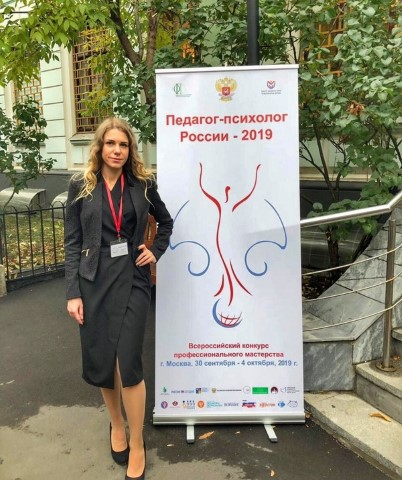 Педагог-психолог
России - 2019
Всероссийский конкурс
профессионального мастерства
г. Москва, 30 сентября - 4 октября, 2019 г.